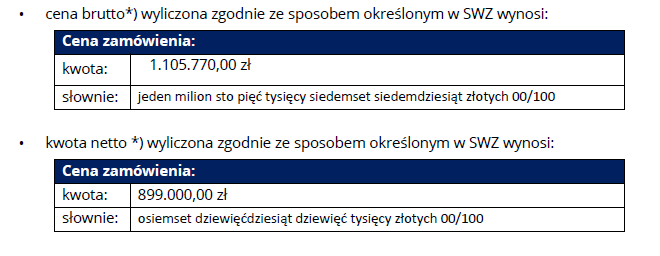 • cena brutto*) wyliczona zgodnie ze sposobem określonym w SWZ wynosi:
Cena zamówienia:
kwota: 1.105.770,00 zł
słownie: jeden milion sto pięć tysięcy siedemset siedemdziesiąt złotych 00/100
• kwota netto *) wyliczona zgodnie ze sposobem określonym w SWZ wynosi:
Cena zamówienia:
kwota: 899.000,00 zł
słownie: osiemset dziewięćdziesiąt dziewięć tysięcy złotych 00/100